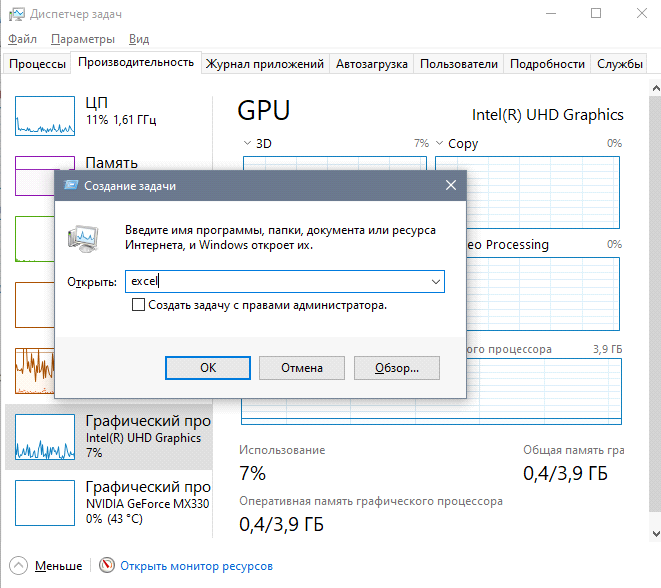 Диспетчер задач
Файл Параметры Вид
Процессы Производительность Журнал приложений Автозагрузка Пользователи Подробности Службы
ЦП
11% 1,61 ГГц
Память
GPU
Intel(R) UHD Graphics
3D 7% Copy 0%
Создание задачи
Введите имя программы, папки, документа или ресурса
Интернета, и Windows откроет их.
Открыть: excel
Создать задачу с правами администратора.
ОК Отмена Обзор...
eo Processing 0%
ого процессора 3,9 ГБ
Графический про
Intel(R) UHD Graphics
7%
Графический про
NVIDIA GeForce MX330
0% (43 °C)
Использование
7%
Общая память гра
0,4/3,9 ГБ
Оперативная память графического процессора
0,4/3,9 ГБ
Меньше Открыть монитор ресурсов